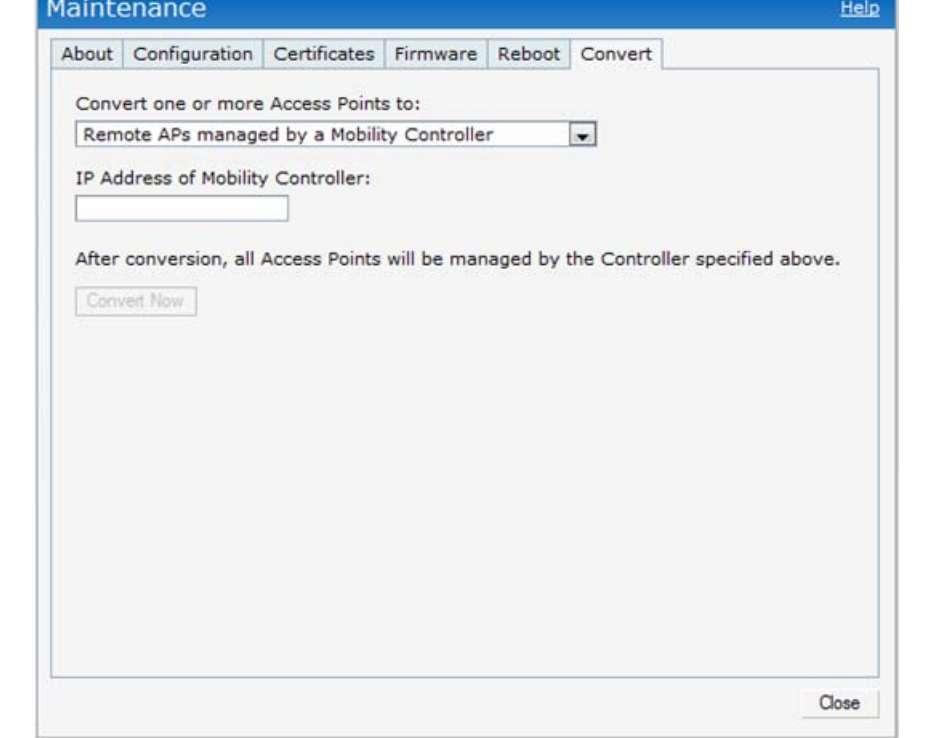 Maintenance Help
About Configuration Certificates Firmware Reboot Convert
Convert one or more Access Points to:
Remote APs managed by a Mobility Controller
IP Address of Mobility Controller:
After conversion, all Access Points will be managed by the Controller specified above.
Convert Now
Close